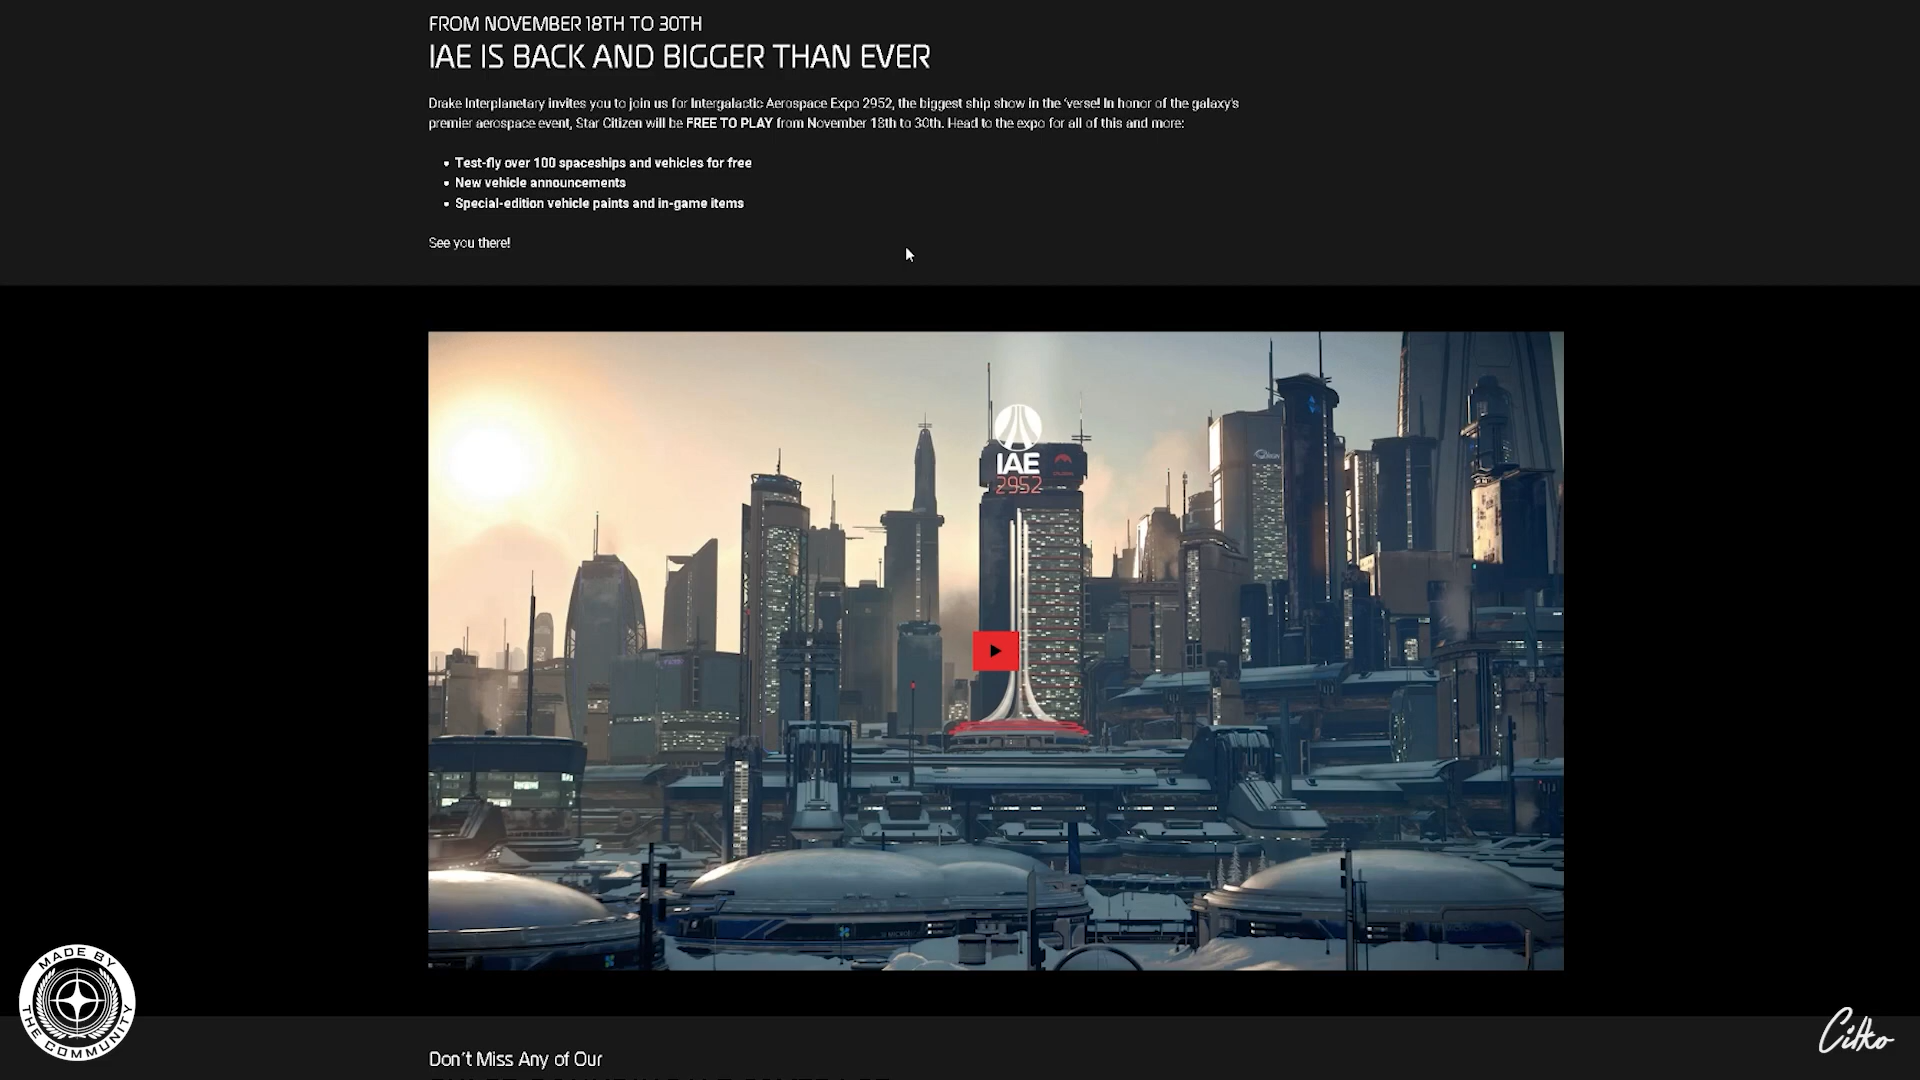 FROM NOVEMBER 18TH TO 30TH
IAE IS BACK AND BIGGER THAN EVER
Drake Interplanetary invites you to join us for Intergalactic Aerospace Expo 2952, the biggest ship show in the 'verse! In honor of the galaxy's
premier aerospace event, Star Citizen will be FREE TO PLAY from November 18th to 30th. Head to the expo for all of this and more:
• Test-fly over 100 spaceships and vehicles for free
• New vehicle announcements
• Special-edition vehicle paints and in-game items
See you there!
IAE
2952
ORIGIN
MADE BY
THE COMMUNITY
Citko
Don't Miss Any of Our